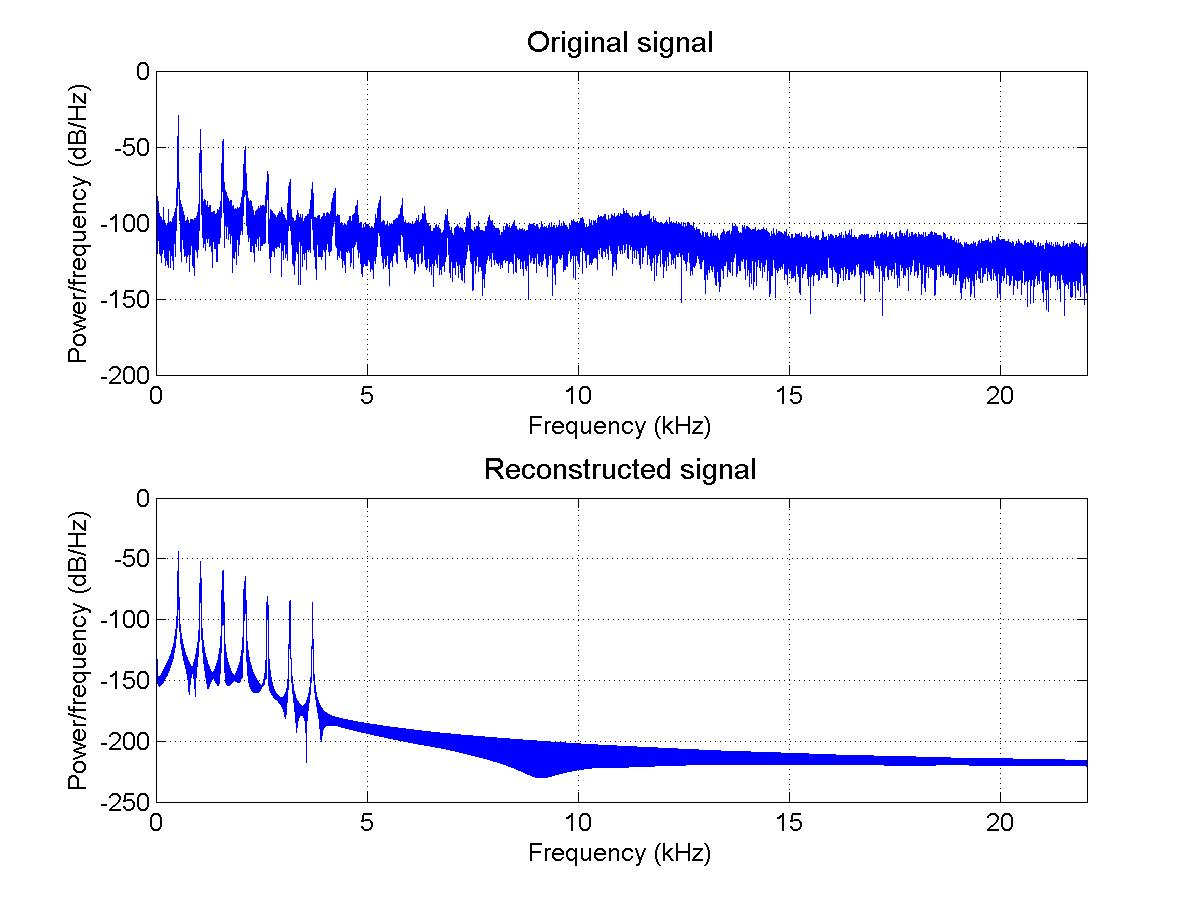 Original signal
Power/frequency (dB/Hz)
0
-50
-100
-150
-200
0 5 10 15 20
Frequency (kHz)
Reconstructed signal
Power/frequency (dB/Hz)
0
-50
-100
-150
-200
-250
0 5 10 15 20
Frequency (kHz)